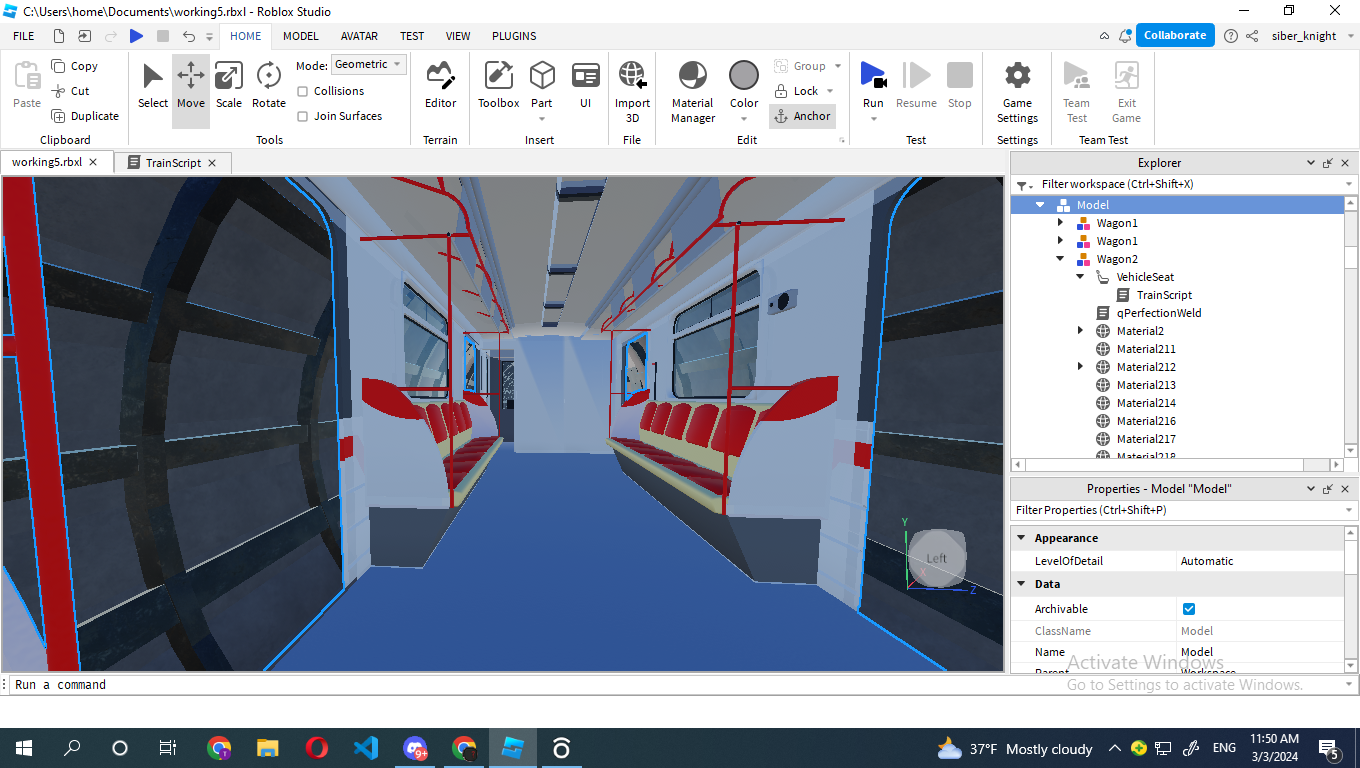 C:\Users\home\Documents\working5.rbxl - Roblox Studio
FILE HOME MODEL AVATAR TEST VIEW PLUGINS Collaborate siber_knight
Paste Copy Cut Duplicate
Clipboard
Select Move Scale Rotate
Mode: Geometric
Collisions
Join Surfaces
Tools
Editor
Terrain
Toolbox Part UI
Insert
Import 3D
File
Material Manager Color Group Lock Anchor
Edit
Run Resume Stop
Test
Game Settings
Settings
Team Test Exit Game
Team Test
working5.rbxl TrainScript
Left
Y
X
Z
Explorer
Filter workspace (Ctrl+Shift+X)
Model
Wagon1
Wagon1
Wagon2
VehicleSeat
TrainScript
qPerfectionWeld
Material2
Material211
Material212
Material213
Material214
Material216
Material217
Material218
Properties - Model "Model"
Filter Properties (Ctrl+Shift+P)
Appearance
LevelOfDetail Automatic
Data
Archivable
ClassName Model
Name Model
Parent Workspace
Activate Windows
Go to Settings to activate Windows.
Run a command
9+
37°F Mostly cloudy
ENG
11:50 AM
3/3/2024
5